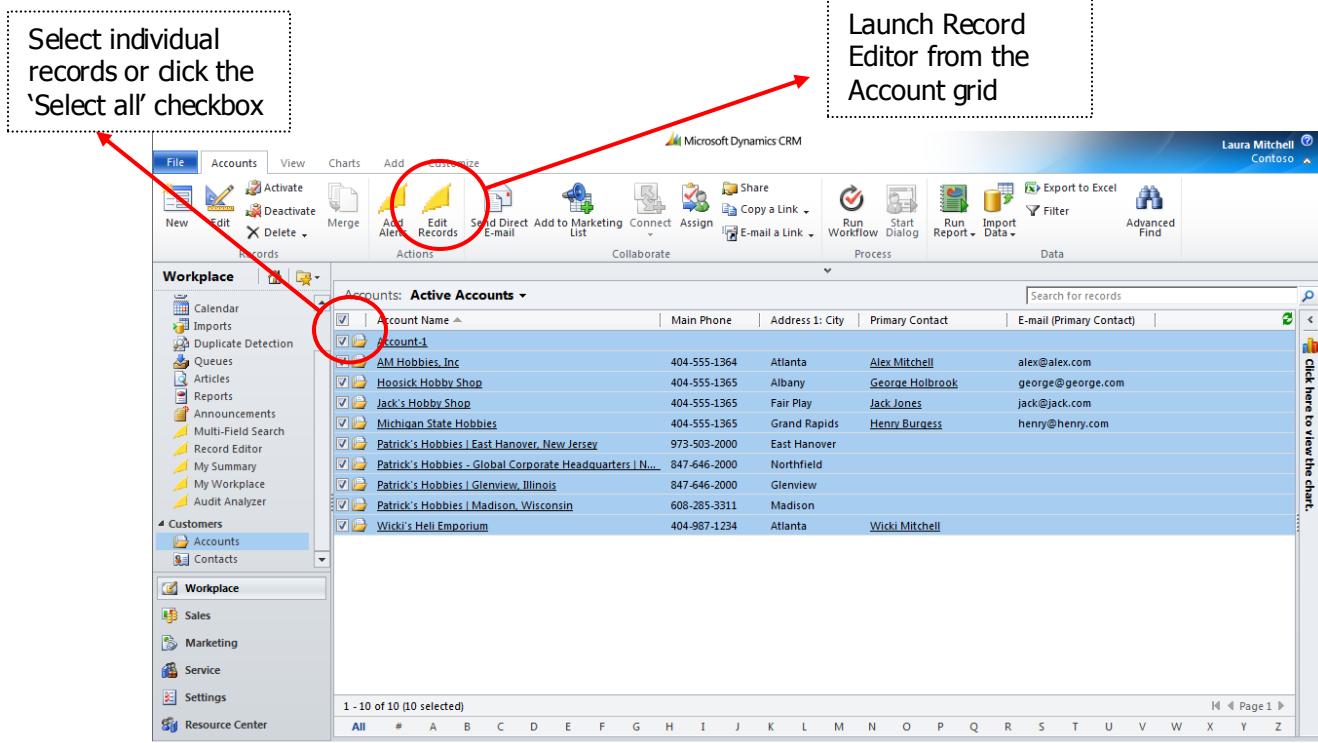 Select individual
records or click the
‘Select all’ checkbox
Launch Record
Editor from the
Account grid
Microsoft Dynamics CRM
Laura Mitchell
Contoso
File Accounts View Charts Add Customize
New
Edit
Activate
Deactivate
Delete
Records
Merge
Add
Alerts
Edit
Records
Actions
Send Direct
E-mail
Add to Marketing
List
Connect
Assign
Share
Copy a Link
E-mail a Link
Collaborate
Run
Workflow
Start
Dialog
Process
Run
Report
Import
Data
Export to Excel
Filter
Advanced
Find
Data
Workplace
Calendar
Imports
Duplicate Detection
Queues
Articles
Reports
Announcements
Multi-Field Search
Record Editor
My Summary
My Workplace
Audit Analyzer
Customers
Accounts
Contacts
Workplace
Sales
Marketing
Service
Settings
Resource Center
Accounts: Active Accounts
Search for records
Account Name Main Phone Address 1: City Primary Contact E-mail (Primary Contact)
Account-1
AM Hobbies, Inc 404-555-1364 Atlanta Alex Mitchell alex@alex.com
Hoosick Hobby Shop 404-555-1365 Albany George Holbrook george@george.com
Jack's Hobby Shop 404-555-1365 Fair Play Jack Jones jack@jack.com
Michigan State Hobbies 404-555-1365 Grand Rapids Henry Burgess henry@henry.com
Patrick's Hobbies | East Hanover, New Jersey 973-503-2000 East Hanover
Patrick's Hobbies - Global Corporate Headquarters | N... 847-646-2000 Northfield
Patrick's Hobbies | Glenview, Illinois 847-646-2000 Glenview
Patrick's Hobbies | Madison, Wisconsin 608-285-3311 Madison
Wicki's Heli Emporium 404-987-1234 Atlanta Wicki Mitchell
Click here to view the chart.
1 - 10 of 10 (10 selected) Page 1
All # A B C D E F G H I J K L M N O P Q R S T U V W X Y Z